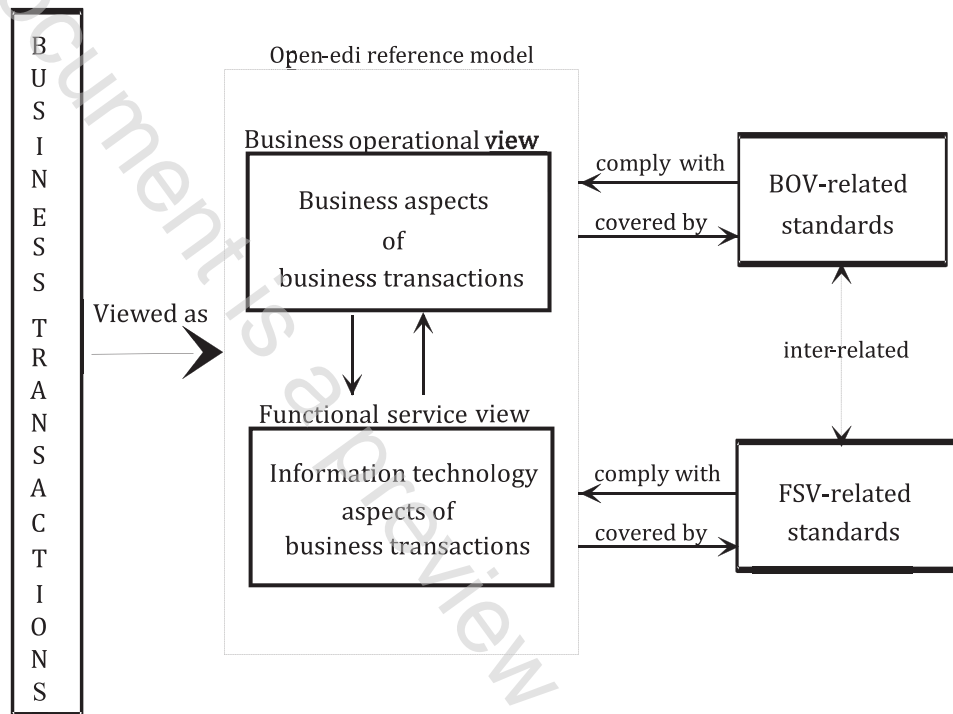 BUSINESS TRANSACTIONS
Open-edi reference model
Business operational view
Business aspects
of
business transactions
Viewed as
Functional service view
Information technology
aspects of
business transactions
comply with
covered by
BOV-related
standards
inter-related
comply with
covered by
FSV-related
standards
ocument is a preview